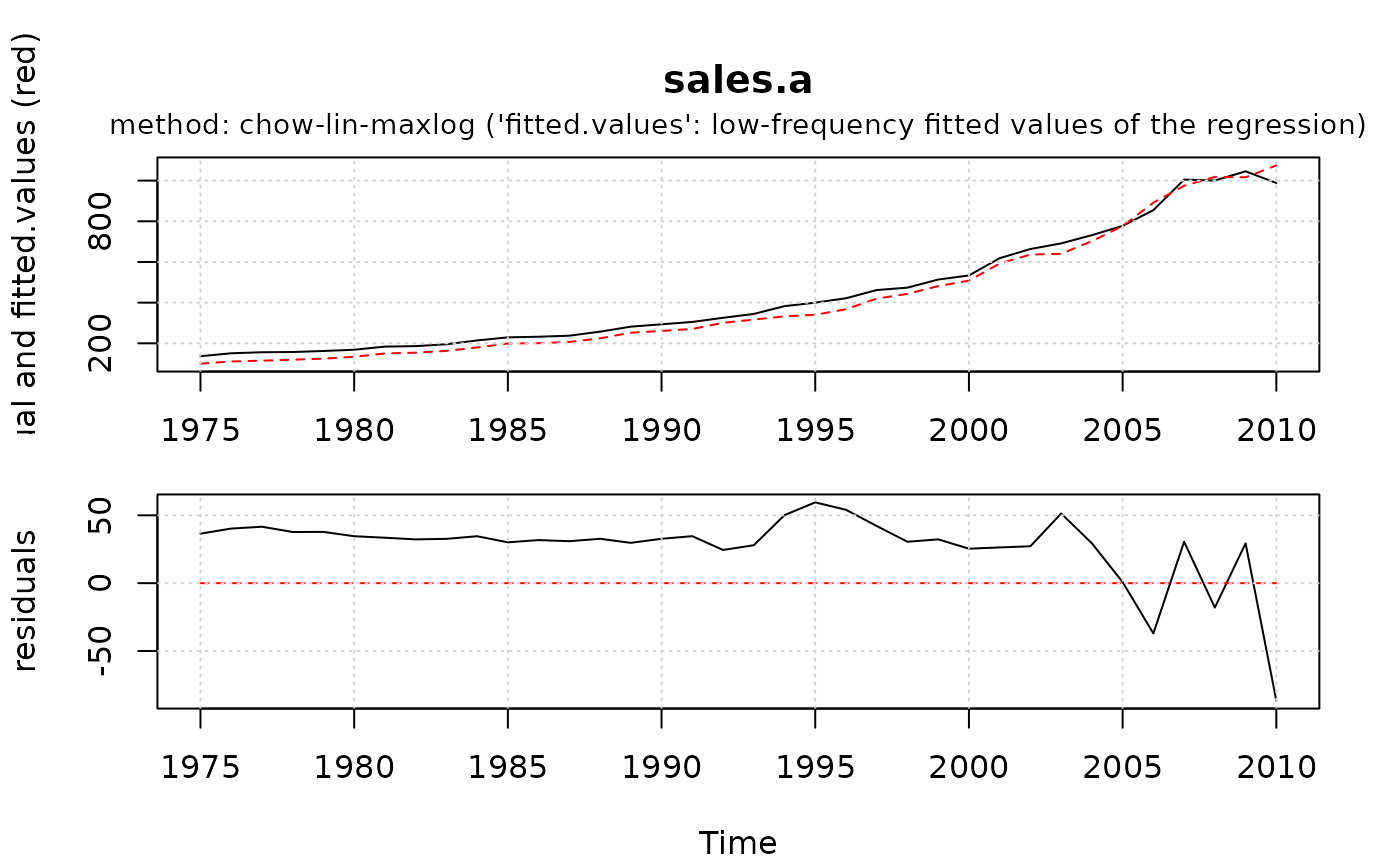 sales.a
method: chow-lin-maxlog ('fitted.values': low-frequency fitted values of the regression)
and fitted.values (red)
800
200
1975 1980 1985 1990 1995 2000 2005 2010
residuals
50
0
-50
1975 1980 1985 1990 1995 2000 2005 2010
Time